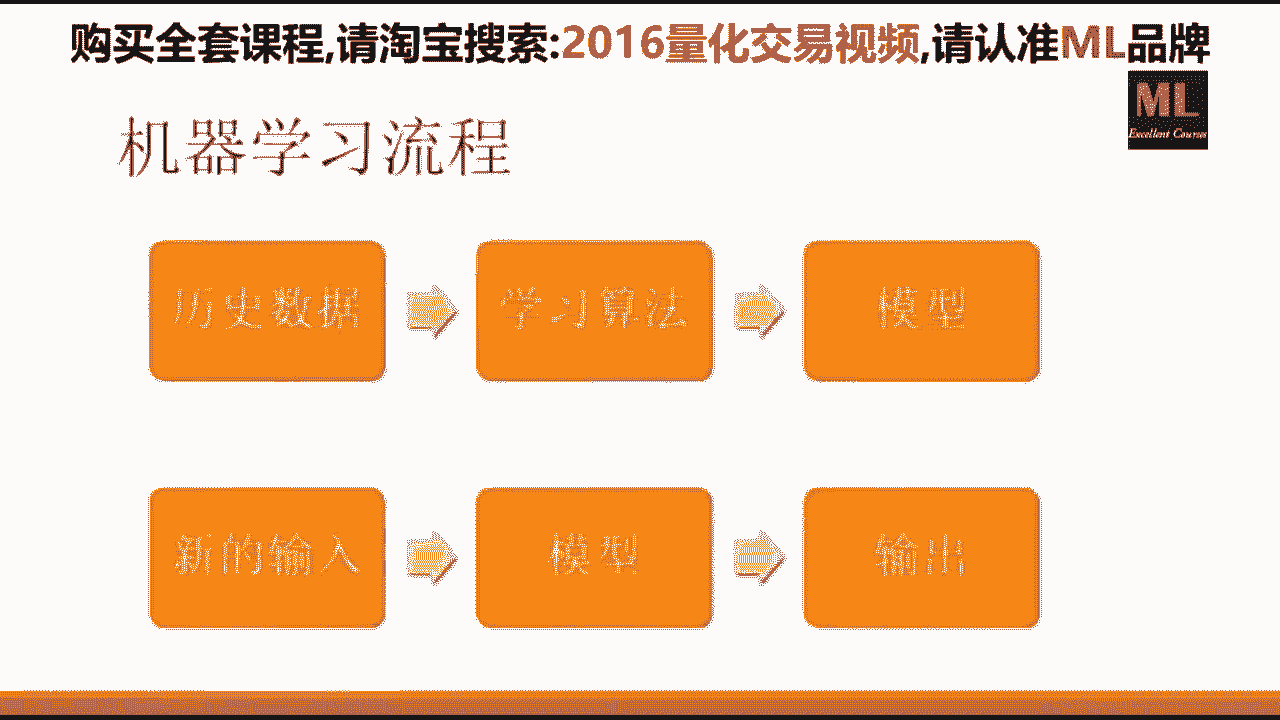 购买全套课程,请淘宝搜索:2016量化交易视频,请认准ML品牌
ML
Excellent Courses
机器学习流程
历史数据 学习算法 模型
新的输入 模型 输出